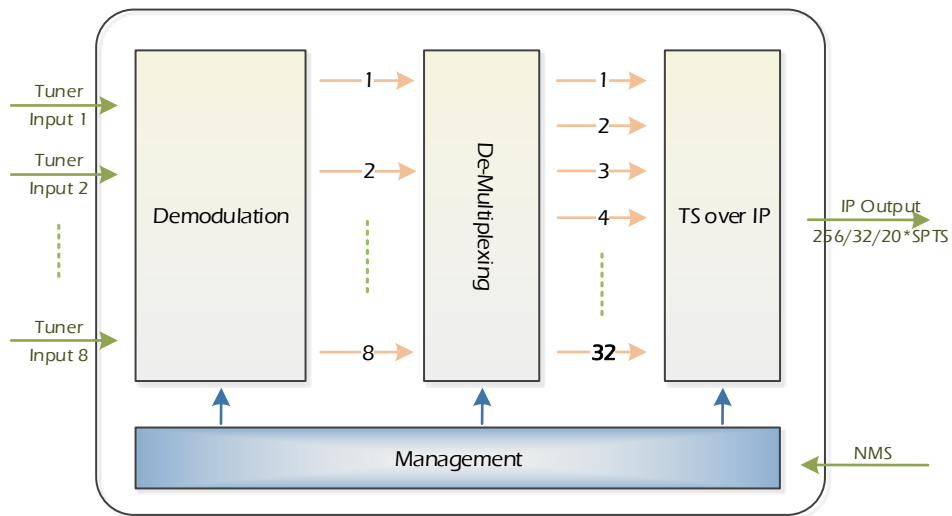 Tuner
Input 1
Tuner
Input 2
Tuner
Input 8
Demodulation
1
2
8
De-Multiplexing
1
2
3
4
32
TS over IP
IP Output
256/32/20*SPTS
Management
NMS